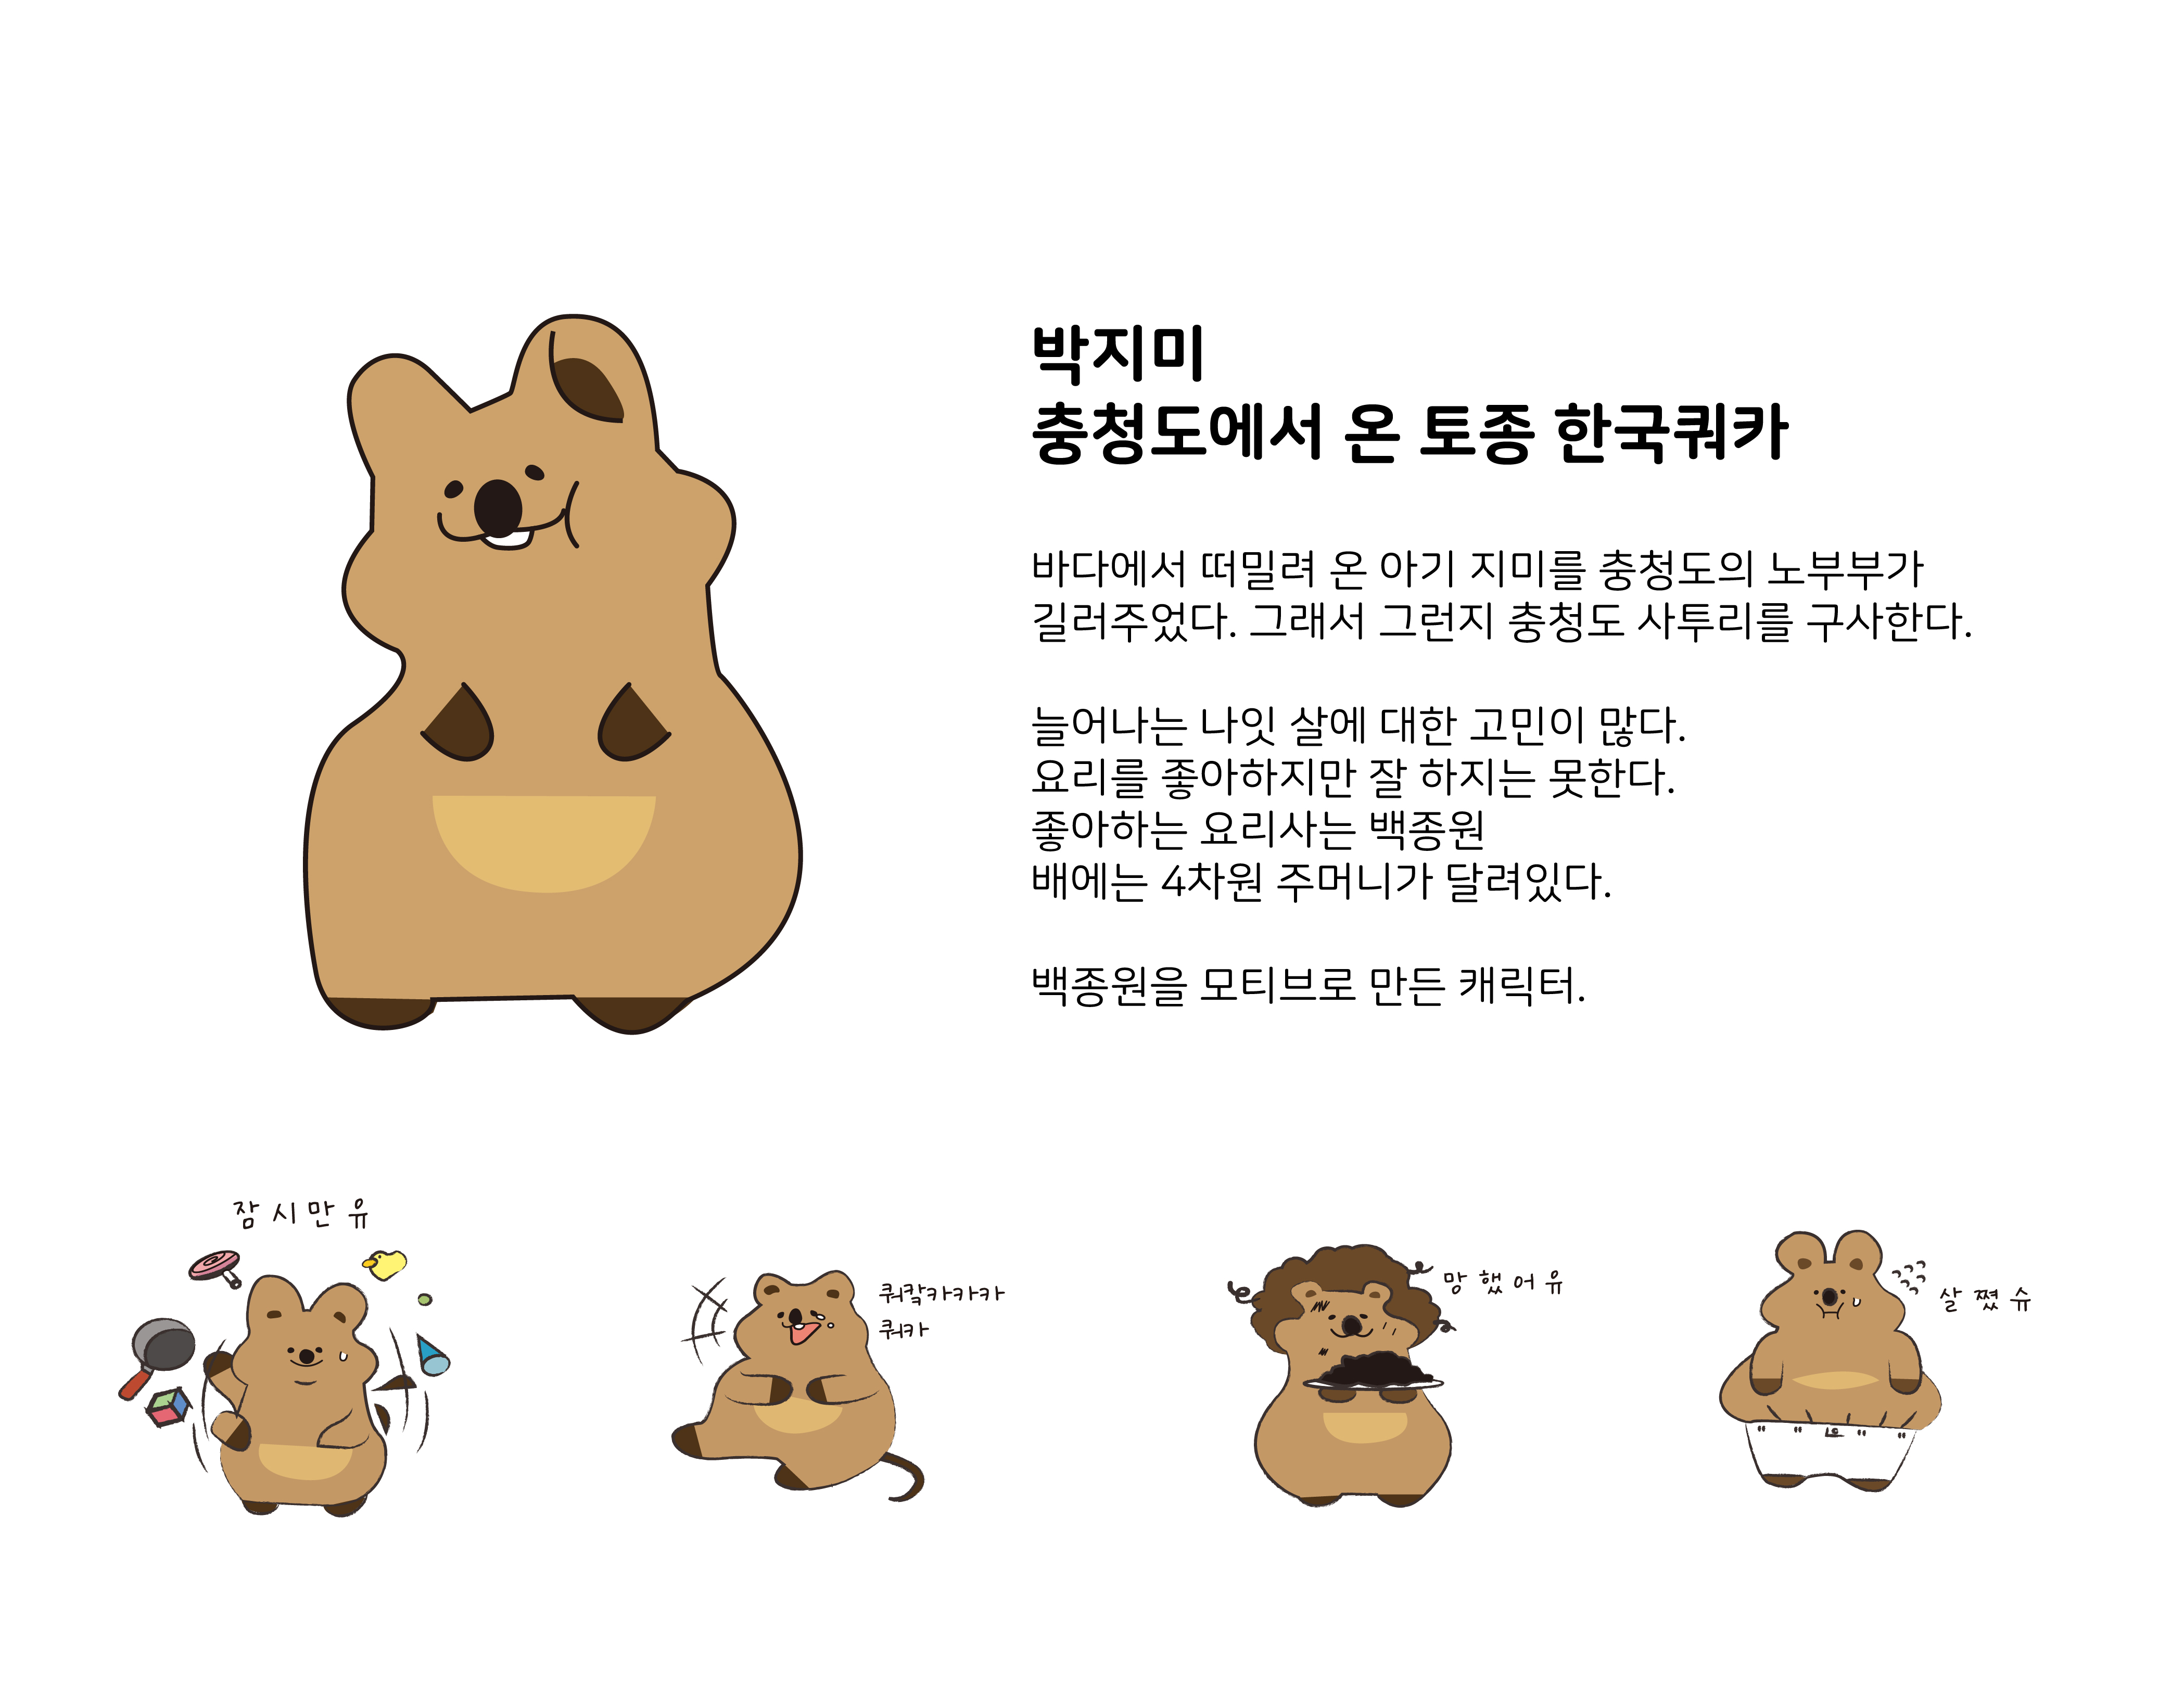 박지미
충청도에서 온 토종 한국쿼카
바다에서 떠밀려 온 아기 지미를 충청도의 노부부가
길러주었다. 그래서 그런지 충청도 사투리를 구사한다.
늘어나는 나잇 살에 대한 고민이 많다.
요리를 좋아하지만 잘 하지는 못한다.
좋아하는 요리사는 백종원
배에는 4차원 주머니가 달려있다.
백종원을 모티브로 만든 캐릭터.
잠시만유
쿼칼카카카카
쿼카
망했어유
살쪘슈